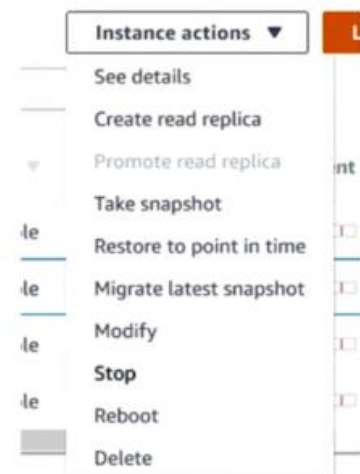 Instance actions ▼
See details
Create read replica
Promote read replica
Take snapshot
Restore to point in time
Migrate latest snapshot
Modify
Stop
Reboot
Delete